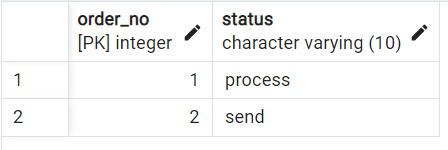 order_no status
[PK] integer character varying (10)
1 1 process
2 2 send